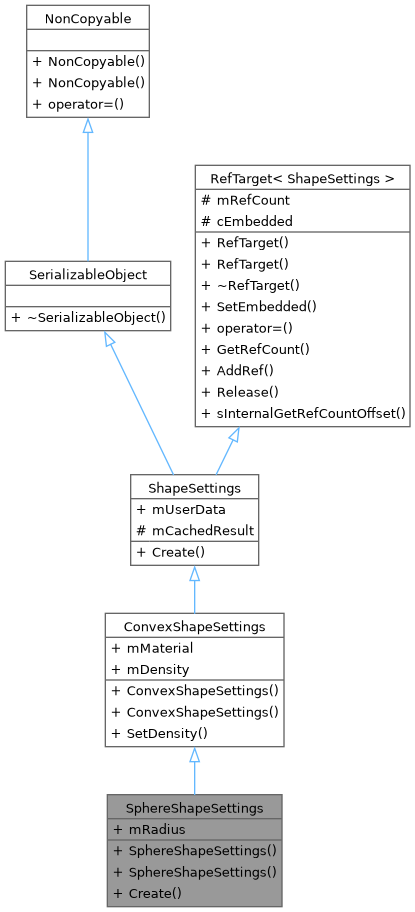 NonCopyable
+ NonCopyable()
+ NonCopyable()
+ operator=()
RefTarget< ShapeSettings >
# mRefCount
# cEmbedded
+ RefTarget()
+ RefTarget()
+ ~RefTarget()
+ SetEmbedded()
+ operator=()
+ GetRefCount()
+ AddRef()
+ Release()
+ sInternalGetRefCountOffset()
SerializableObject
+ ~SerializableObject()
ShapeSettings
+ mUserData
# mCachedResult
+ Create()
ConvexShapeSettings
+ mMaterial
+ mDensity
+ ConvexShapeSettings()
+ ConvexShapeSettings()
+ SetDensity()
SphereShapeSettings
+ mRadius
+ SphereShapeSettings()
+ SphereShapeSettings()
+ Create()